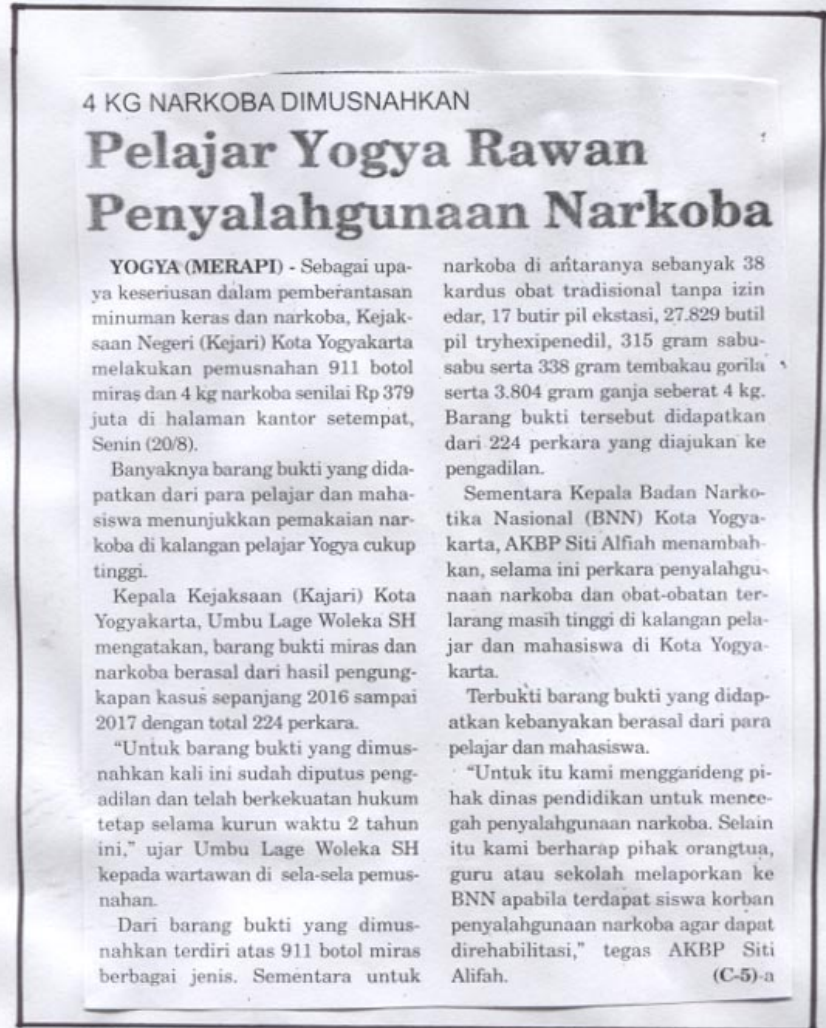 4 KG NARKOBA DIMUSNAHKAN
Pelajar Yogya Rawan
Penyalahgunaan Narkoba
YOGYA (MERAPI) - Sebagai upa-
ya keseriusan dalam pemberantasan
minuman keras dan narkoba, Kejak-
saan Negeri (Kejari) Kota Yogyakarta
melakukan pemusnahan 911 botol
miras dan 4 kg narkoba senilai Rp 379
juta di halaman kantor setempat,
Senin (20/8).
Banyaknya barang bukti yang dida-
patkan dari para pelajar dan maha-
siswa menunjukkan pemakaian nar-
koba di kalangan pelajar Yogya cukup
tinggi.
Kepala Kejaksaan (Kajari) Kota
Yogyakarta, Umbu Lage Woleka SH
mengatakan, barang bukti miras dan
narkoba berasal dari hasil pengung-
kapan kasus sepanjang 2016 sampai
2017 dengan total 224 perkara.
"Untuk barang bukti yang dimus-
nahkan kali ini sudah diputus peng-
adilan dan telah berkekuatan hukum
tetap selama kurun waktu 2 tahun
ini," ujar Umbu Lage Woleka SH
kepada wartawan di sela-sela pemus-
nahan.
Dari barang bukti yang dimus-
nahkan terdiri atas 911 botol miras
berbagai jenis. Sementara untuk
narkoba di antaranya sebanyak 38
kardus obat tradisional tanpa izin
edar, 17 butir pil ekstasi, 27.829 butil
pil tryhexipenedil, 315 gram sabu-
sabu serta 338 gram tembakau gorila
serta 3.804 gram ganja seberat 4 kg.
Barang bukti tersebut didapatkan
dari 224 perkara yang diajukan ke
pengadilan.
Sementara Kepala Badan Narko-
tika Nasional (BNN) Kota Yogya-
karta, AKBP Siti Alfiah menambah-
kan, selama ini perkara penyalahgu-
naan narkoba dan obat-obatan ter-
larang masih tinggi di kalangan pela-
jar dan mahasiswa di Kota Yogya-
karta.
Terbukti barang bukti yang didap-
atkan kebanyakan berasal dari para
pelajar dan mahasiswa.
"Untuk itu kami menggandeng pi-
hak dinas pendidikan untuk mence-
gah penyalahgunaan narkoba. Selain
itu kami berharap pihak orangtua,
guru atau sekolah melaporkan ke
BNN apabila terdapat siswa korban
penyalahgunaan narkoba agar dapat
direhabilitasi," tegas AKBP Siti
Alifah. (C-5)-a